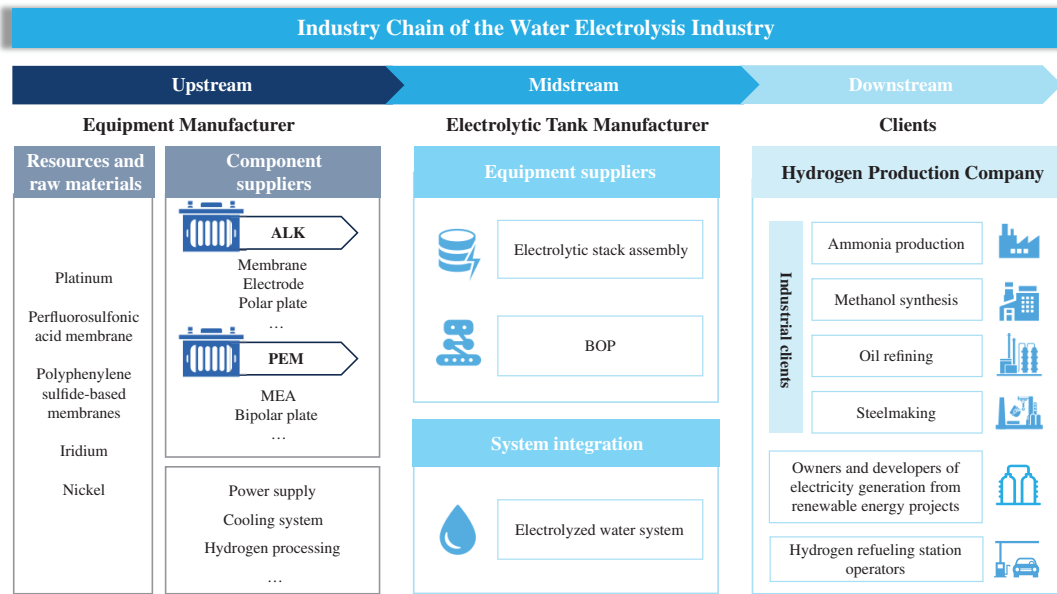 Industry Chain of the Water Electrolysis Industry
Upstream
Midstream
Downstream
Equipment Manufacturer
Electrolytic Tank Manufacturer
Clients
Resources and
raw materials
Platinum
Perfluorosulfonic
acid membrane
Polyphenylene
sulfide-based
membranes
Iridium
Nickel
Component
suppliers
ALK
Membrane
Electrode
Polar plate
…
PEM
MEA
Bipolar plate
…
Power supply
Cooling system
Hydrogen processing
…
Equipment suppliers
Electrolytic stack assembly
BOP
System integration
Electrolyzed water system
Hydrogen Production Company
Industrial clients
Ammonia production
Methanol synthesis
Oil refining
Steelmaking
Owners and developers of
electricity generation from
renewable energy projects
Hydrogen refueling station
operators